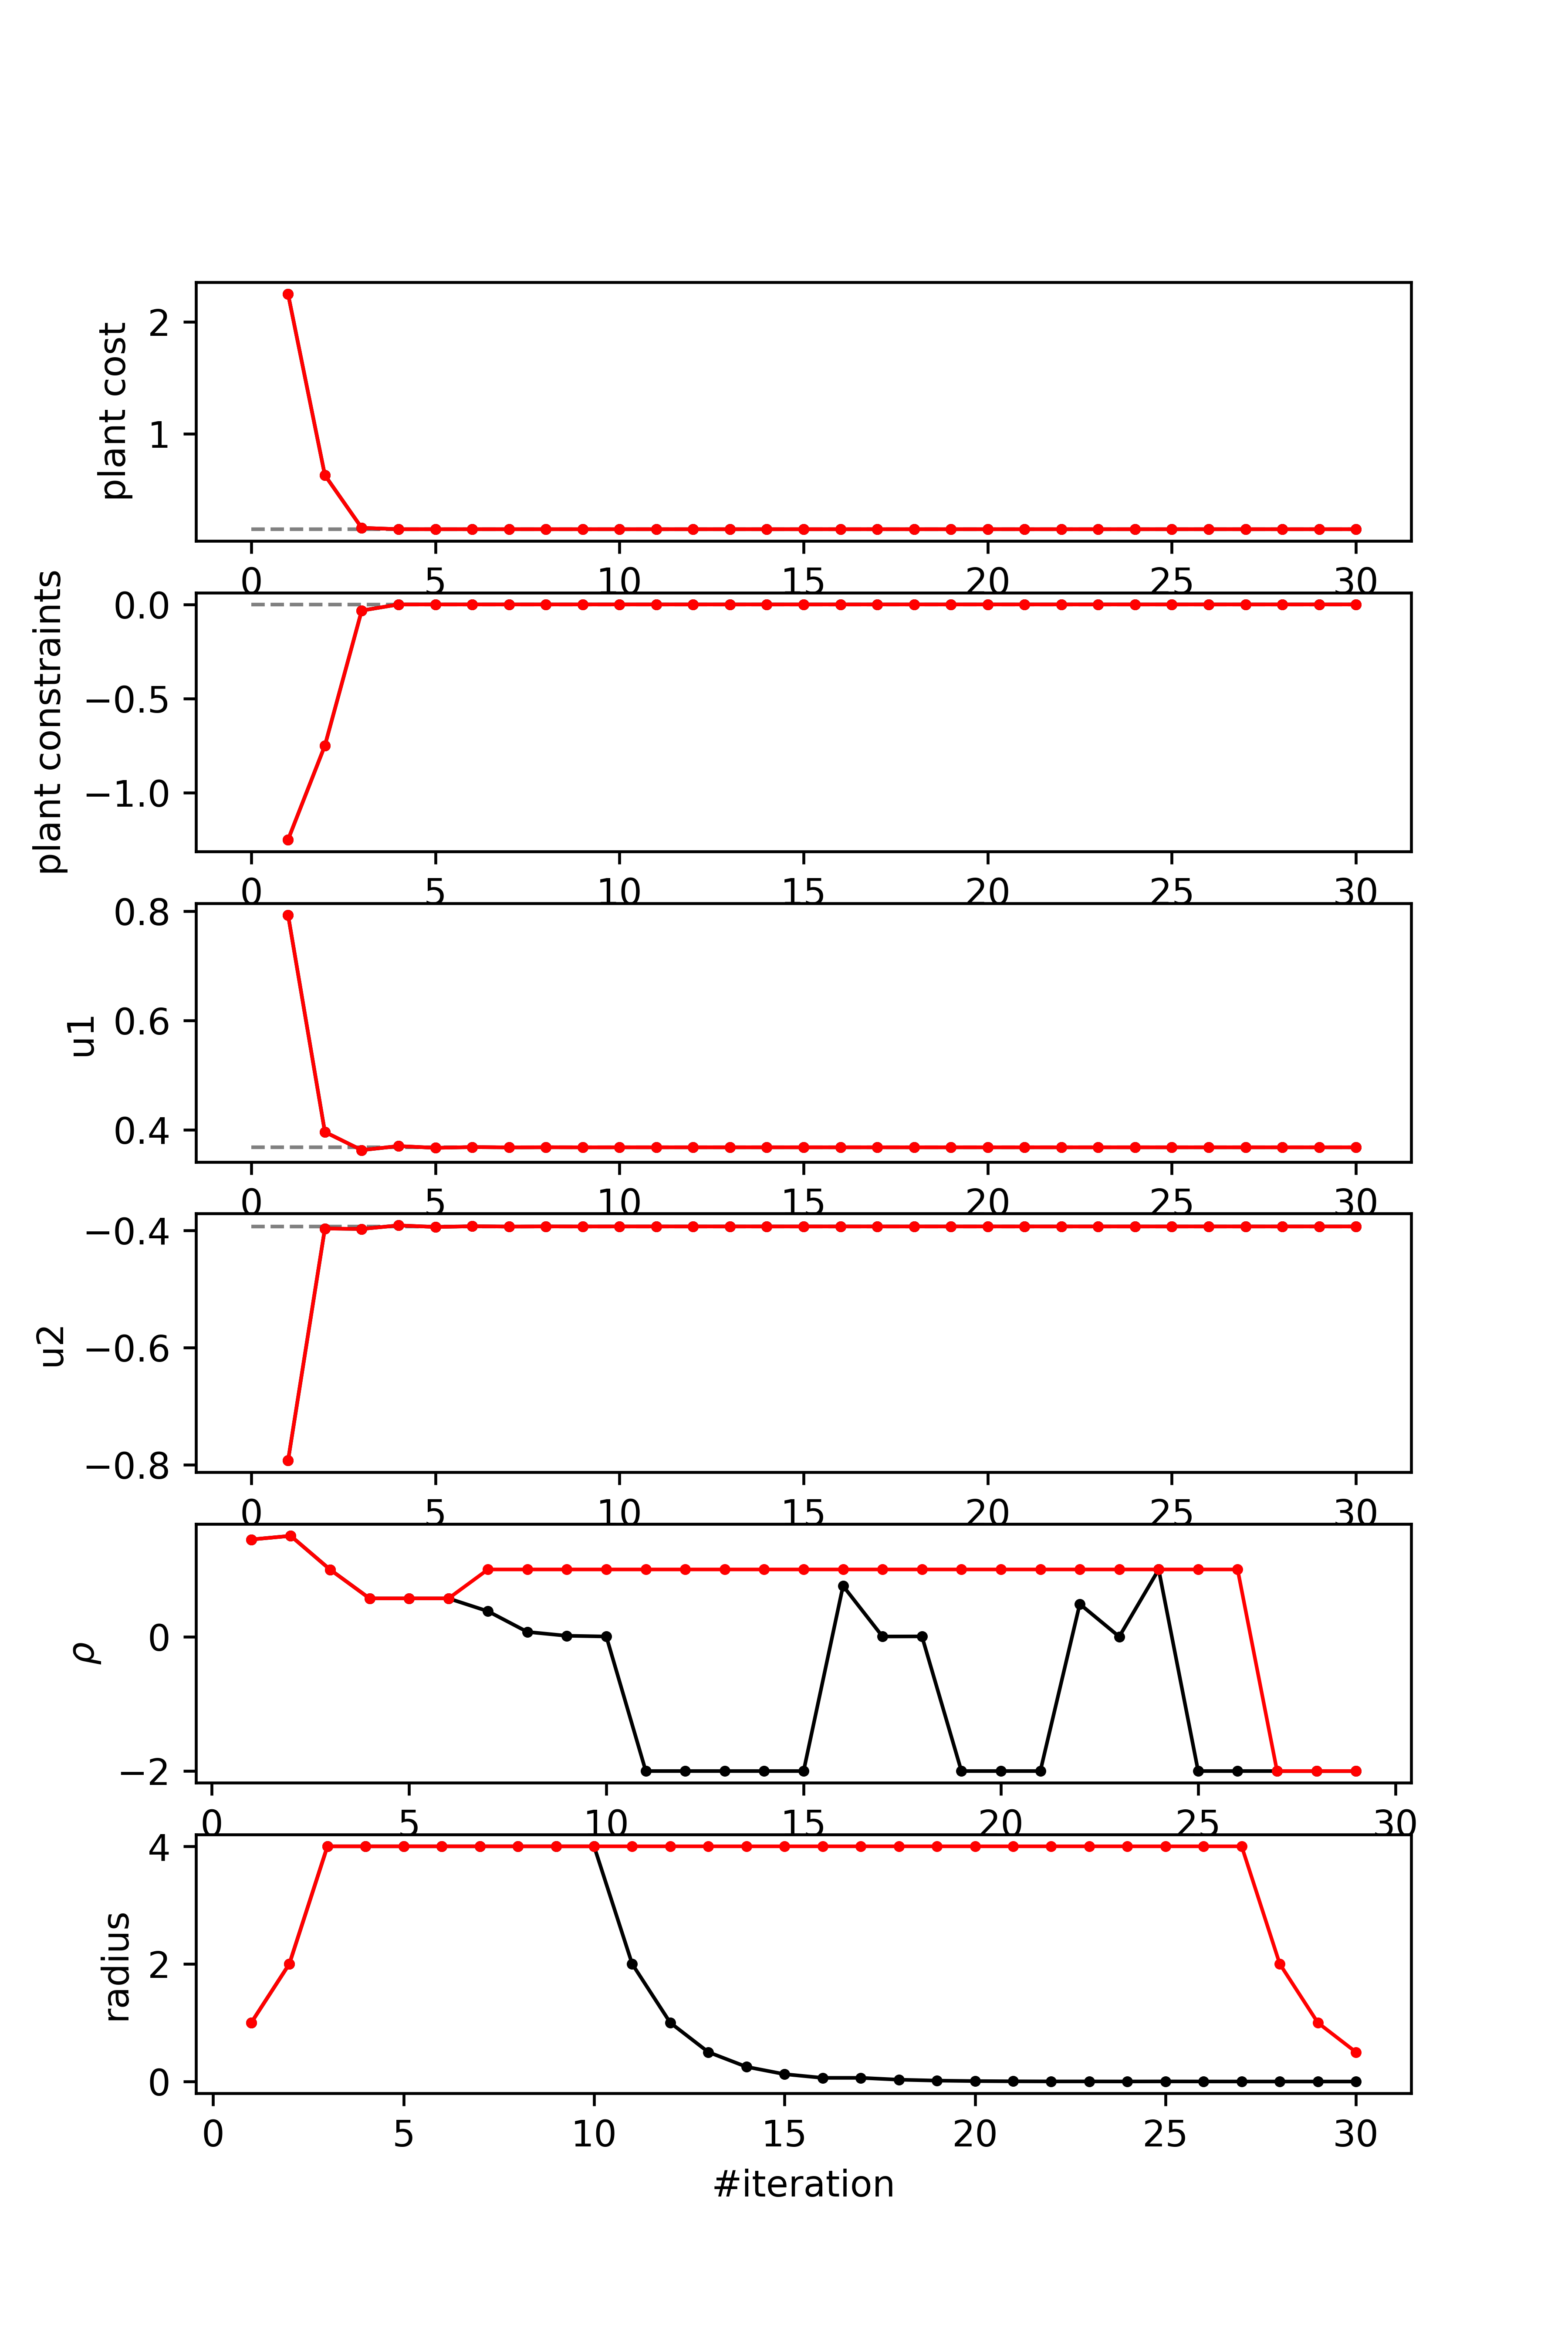 plant cost
2
1
0 5 10 15 20 25 30
plant constraints
0.0
−0.5
−1.0
0 5 10 15 20 25 30
u1
0.8
0.6
0.4
0 5 10 15 20 25 30
u2
−0.4
−0.6
−0.8
0 5 10 15 20 25 30
ρ
0
−2
0 5 10 15 20 25 30
radius
4
2
0
0 5 10 15 20 25 30
#iteration